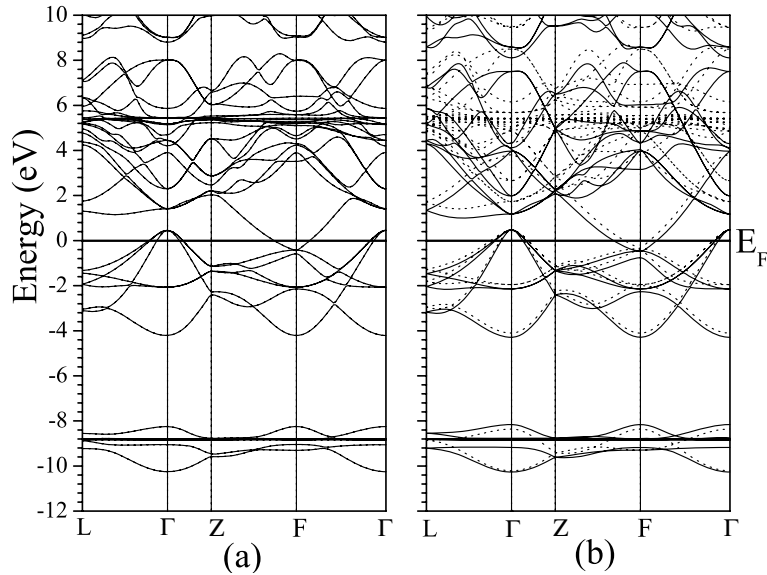 10
8
6
4
2
0
-2
-4
-6
-8
-10
-12
Energy (eV)
L Γ Z F Γ
(a)
L Γ Z F Γ
(b)
E_F